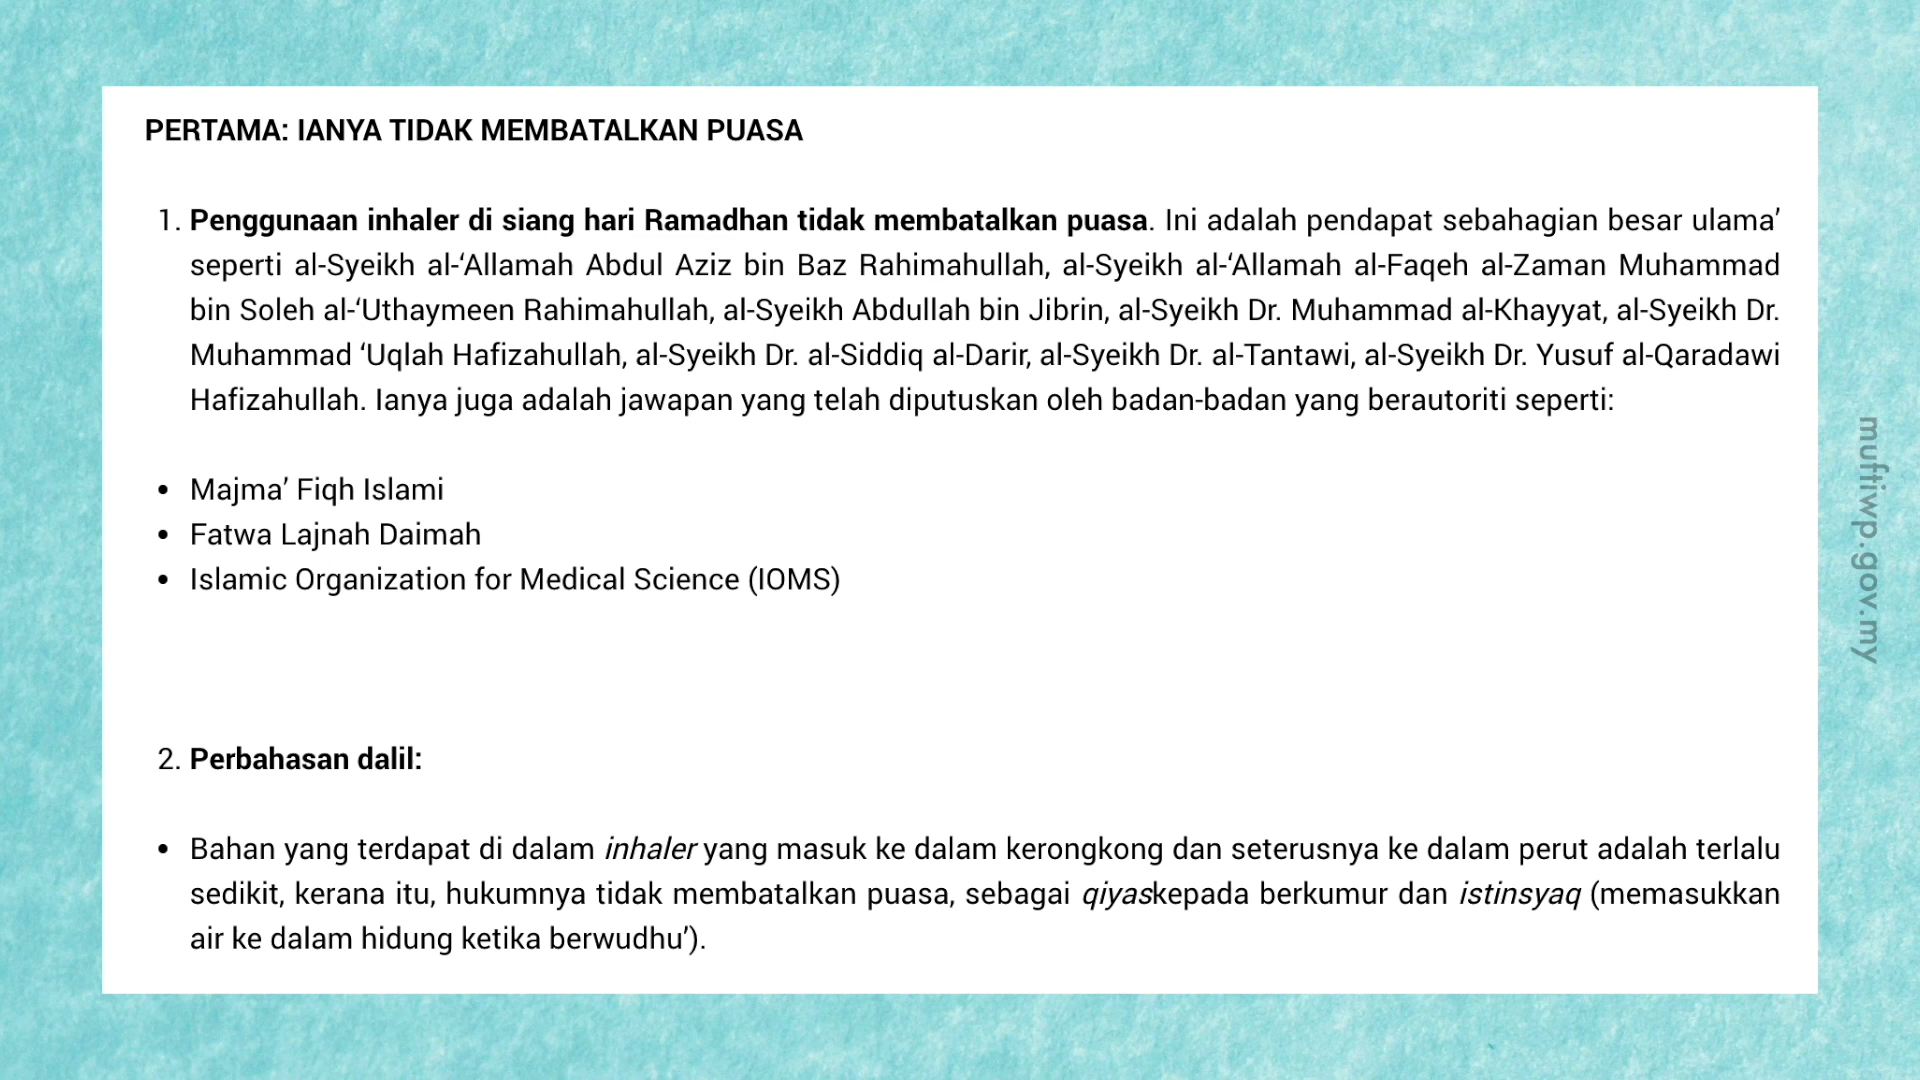 PERTAMA: IANYA TIDAK MEMBATALKAN PUASA
1. Penggunaan inhaler di siang hari Ramadhan tidak membatalkan puasa. Ini adalah pendapat sebahagian besar ulama’
seperti al-Syeikh al-‘Allamah Abdul Aziz bin Baz Rahimahullah, al-Syeikh al-‘Allamah al-Faqeh al-Zaman Muhammad
bin Soleh al-‘Uthaymeen Rahimahullah, al-Syeikh Abdullah bin Jibrin, al-Syeikh Dr. Muhammad al-Khayyat, al-Syeikh Dr.
Muhammad ‘Uqlah Hafizahullah, al-Syeikh Dr. al-Siddiq al-Darir, al-Syeikh Dr. al-Tantawi, al-Syeikh Dr. Yusuf al-Qaradawi
Hafizahullah. Ianya juga adalah jawapan yang telah diputuskan oleh badan-badan yang berautoriti seperti:
• Majma’ Fiqh Islami
• Fatwa Lajnah Daimah
• Islamic Organization for Medical Science (IOMS)
2. Perbahasan dalil:
• Bahan yang terdapat di dalam inhaler yang masuk ke dalam kerongkong dan seterusnya ke dalam perut adalah terlalu
sedikit, kerana itu, hukumnya tidak membatalkan puasa, sebagai qiyaskepada berkumur dan istinsyaq (memasukkan
air ke dalam hidung ketika berwudhu’).
muftiwp.gov.my